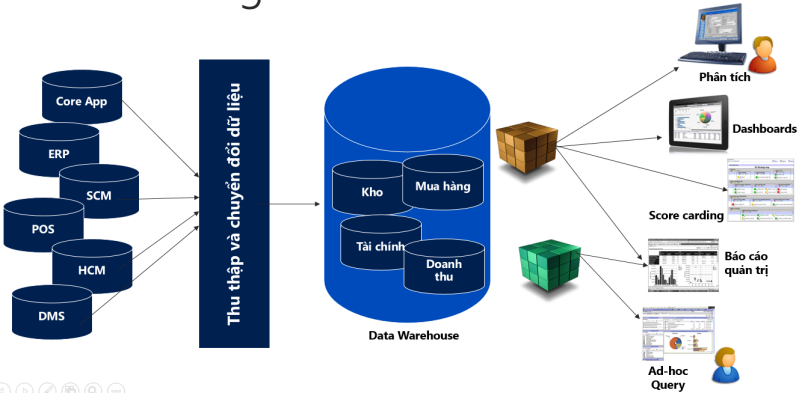 g
Core App
ERP
SCM
POS
HCM
DMS
Thu thập và chuyển đổi dữ liệu
Kho
Mua hàng
Tài chính
Doanh
thu
Data Warehouse
Phân tích
Dashboards
Score carding
Báo cáo
quản trị
Ad-hoc
Query